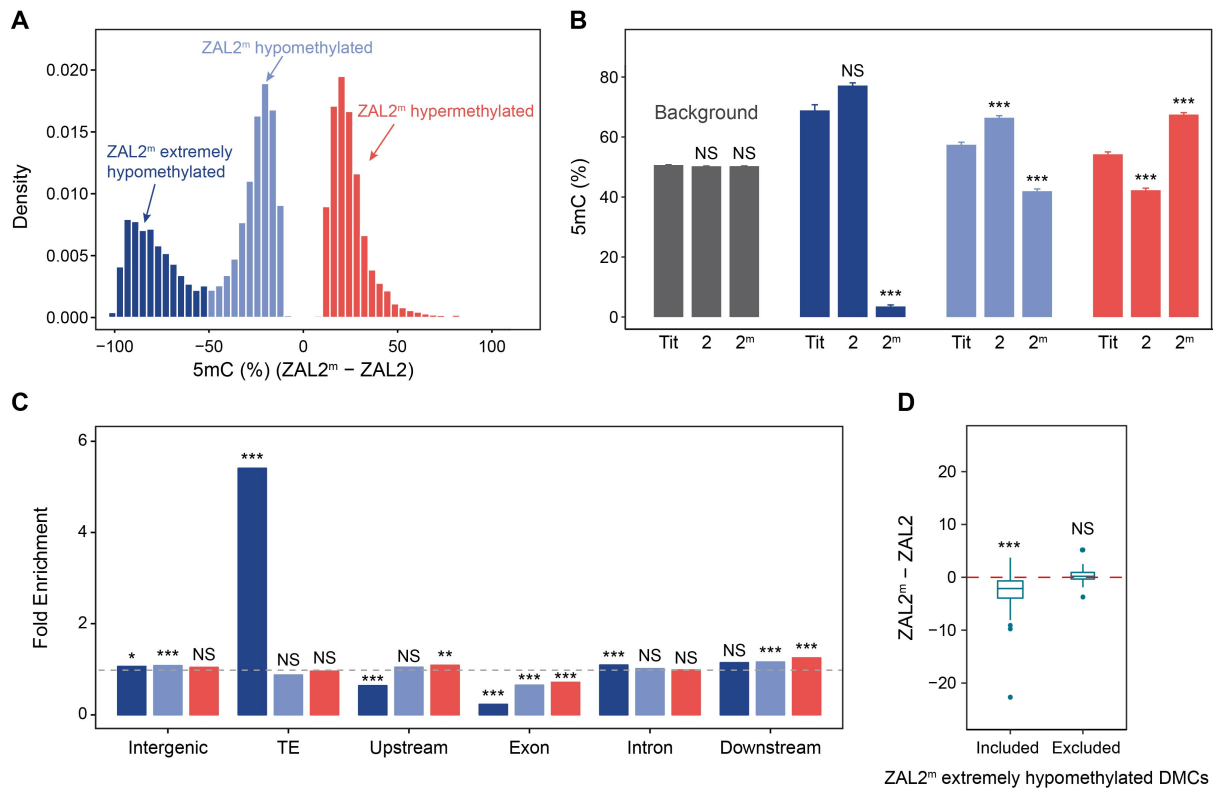 A
ZAL2ᵐ hypomethylated
ZAL2ᵐ hypermethylated
ZAL2ᵐ extremely
hypomethylated
Density
0.020
0.015
0.010
0.005
0.000
−100 −50 0 50 100
5mC (%) (ZAL2ᵐ − ZAL2)
B
5mC (%)
80
60
40
20
0
Background
NS NS
NS ***
*** ***
*** ***
Tit 2 2ᵐ Tit 2 2ᵐ Tit 2 2ᵐ Tit 2 2ᵐ
C
Fold Enrichment
6
4
2
0
* *** NS
*** NS NS
*** NS **
*** *** ***
*** NS NS
NS *** ***
Intergenic TE Upstream Exon Intron Downstream
D
ZAL2ᵐ − ZAL2
20
10
0
−10
−20
*** NS
Included Excluded
ZAL2ᵐ extremely hypomethylated DMCs